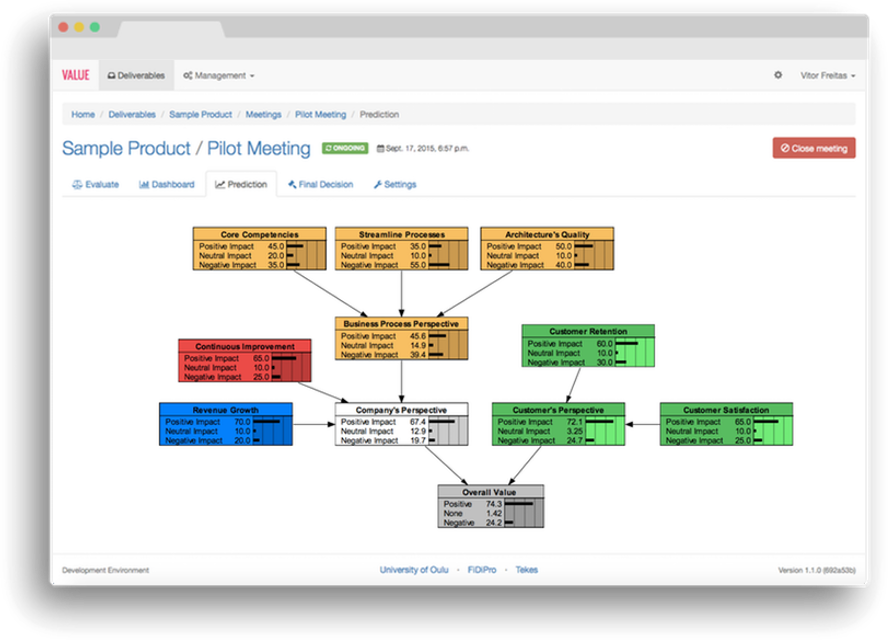 VALUE Deliverables Management Vitor Freitas
Home / Deliverables / Sample Product / Meetings / Pilot Meeting / Prediction
Sample Product / Pilot Meeting ONGOING Sept. 17, 2015, 6:57 p.m. Close meeting
Evaluate Dashboard Prediction Final Decision Settings
Core Competencies
Positive Impact 45.0
Neutral Impact 20.0
Negative Impact 35.0
Streamline Processes
Positive Impact 35.0
Neutral Impact 10.0
Negative Impact 55.0
Architecture's Quality
Positive Impact 50.0
Neutral Impact 10.0
Negative Impact 40.0
Business Process Perspective
Positive Impact 45.6
Neutral Impact 14.9
Negative Impact 39.4
Customer Retention
Positive Impact 60.0
Neutral Impact 10.0
Negative Impact 30.0
Continuous Improvement
Positive Impact 65.0
Neutral Impact 10.0
Negative Impact 25.0
Revenue Growth
Positive Impact 70.0
Neutral Impact 10.0
Negative Impact 20.0
Company's Perspective
Positive Impact 67.4
Neutral Impact 12.9
Negative Impact 19.7
Customer's Perspective
Positive Impact 72.1
Neutral Impact 3.25
Negative Impact 24.7
Customer Satisfaction
Positive Impact 65.0
Neutral Impact 10.0
Negative Impact 25.0
Overall Value
Positive 74.3
None 1.42
Negative 24.2
Development Environment University of Oulu · FiDiPro · Tekes Version 1.1.0 (692a53b)